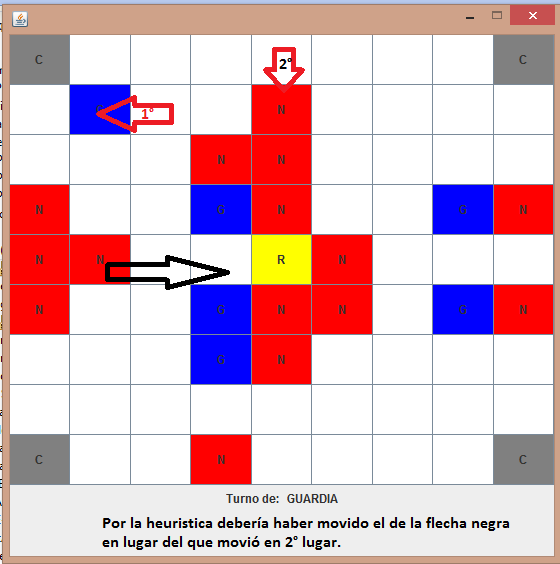 C C
2°
G 1° N
N N
N G N G N
N N R N
N G N N G N
G N
C N C
Turno de: GUARDIA
Por la heuristica debería haber movido el de la flecha negra
en lugar del que movió en 2° lugar.